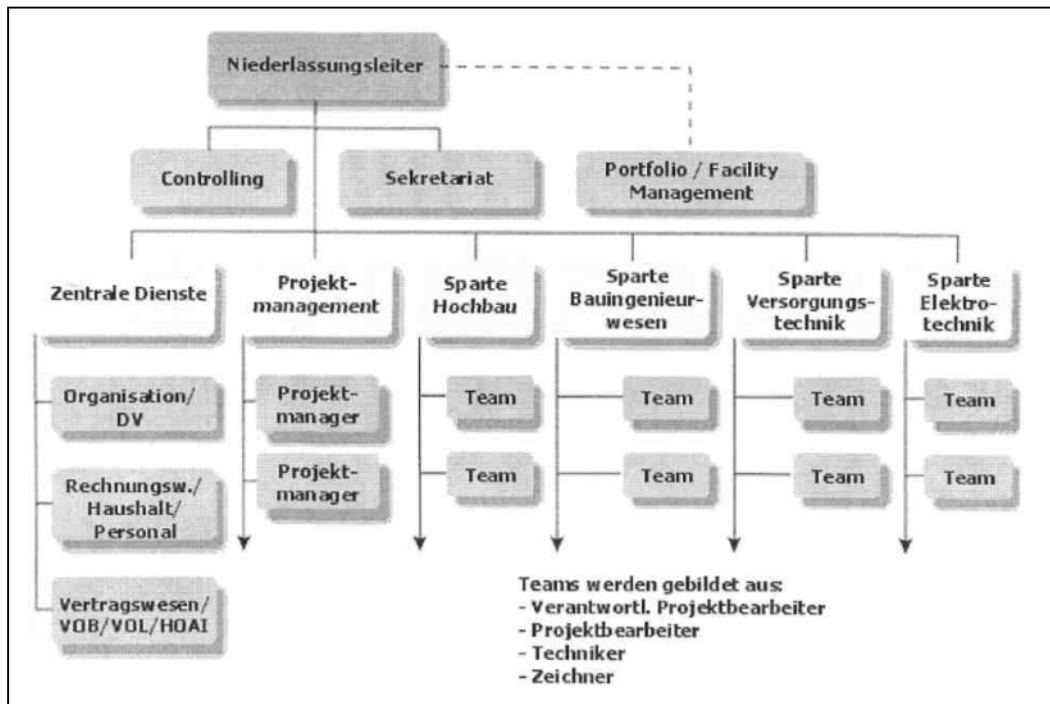 Niederlassungsleiter
Controlling
Sekretariat
Portfolio / Facility
Management
Zentrale Dienste
Projekt-
management
Sparte
Hochbau
Sparte
Bauingenieur-
wesen
Sparte
Versorgungs-
technik
Sparte
Elektro-
technik
Organisation/
DV
Rechnungsw./
Haushalt/
Personal
Vertragswesen/
VOB/VOL/HOAI
Projekt-
manager
Projekt-
manager
Team
Team
Team
Team
Team
Team
Team
Team
Teams werden gebildet aus:
- Verantwortl. Projektbearbeiter
- Projektbearbeiter
- Techniker
- Zeichner